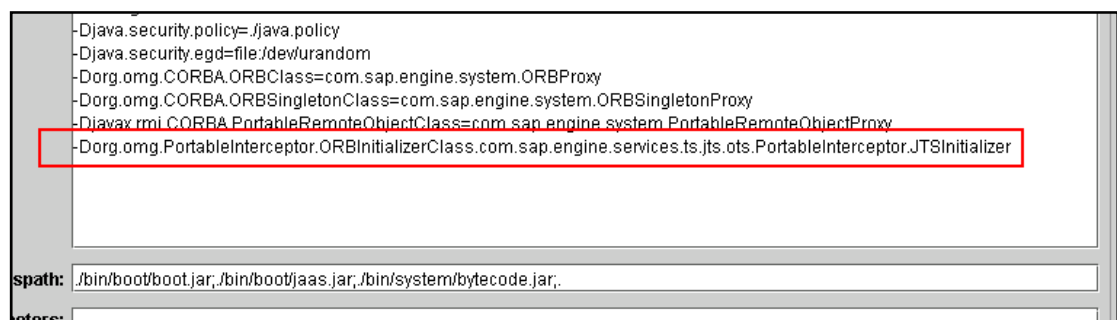 -Djava.security.policy=./java.policy
-Djava.security.egd=file:/dev/urandom
-Dorg.omg.CORBA.ORBClass=com.sap.engine.system.ORBProxy
-Dorg.omg.CORBA.ORBSingletonClass=com.sap.engine.system.ORBSingletonProxy
-Djavax.rmi.CORBA.PortableRemoteObjectClass=com.sap.engine.system.PortableRemoteObjectProxy
-Dorg.omg.PortableInterceptor.ORBInitializerClass.com.sap.engine.services.ts.jts.ots.PortableInterceptor.JTSInitializer
spath: ./bin/boot/boot.jar;./bin/boot/jaas.jar;./bin/system/bytecode.jar;.